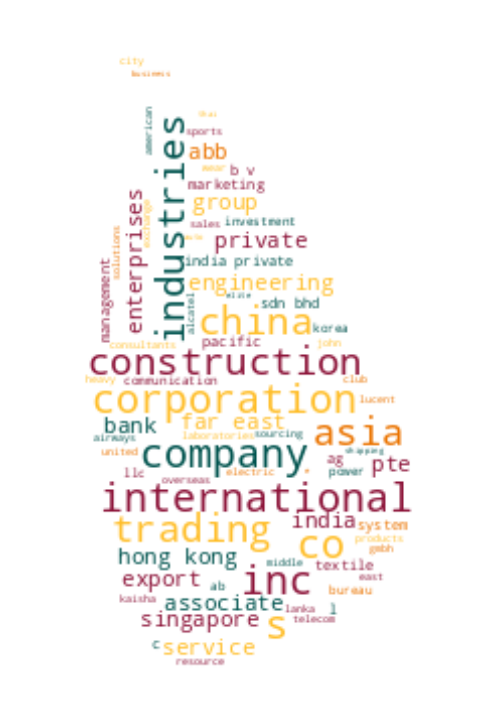 city
business
american
thai
industries
sports
abb
wear
b v
marketing
enterprises
exchange
group
sales
investment
solutions
private
management
india private
engineering
elite
sdn bhd
alcatel
china
korea
consultants
pacific
john
construction
heavy
communication
club
corporation
lucent
bank
far east
asia
airways
laboratories
sourcing
united
company
shipping
llc
electric
ag
power
pte
overseas
international
trading
india
system
co
products
gmbh
hong kong
middle
textile
export
ab
inc
east
bureau
kaisha
associate
lanka
l
singapore
s
telecom
c
service
resource